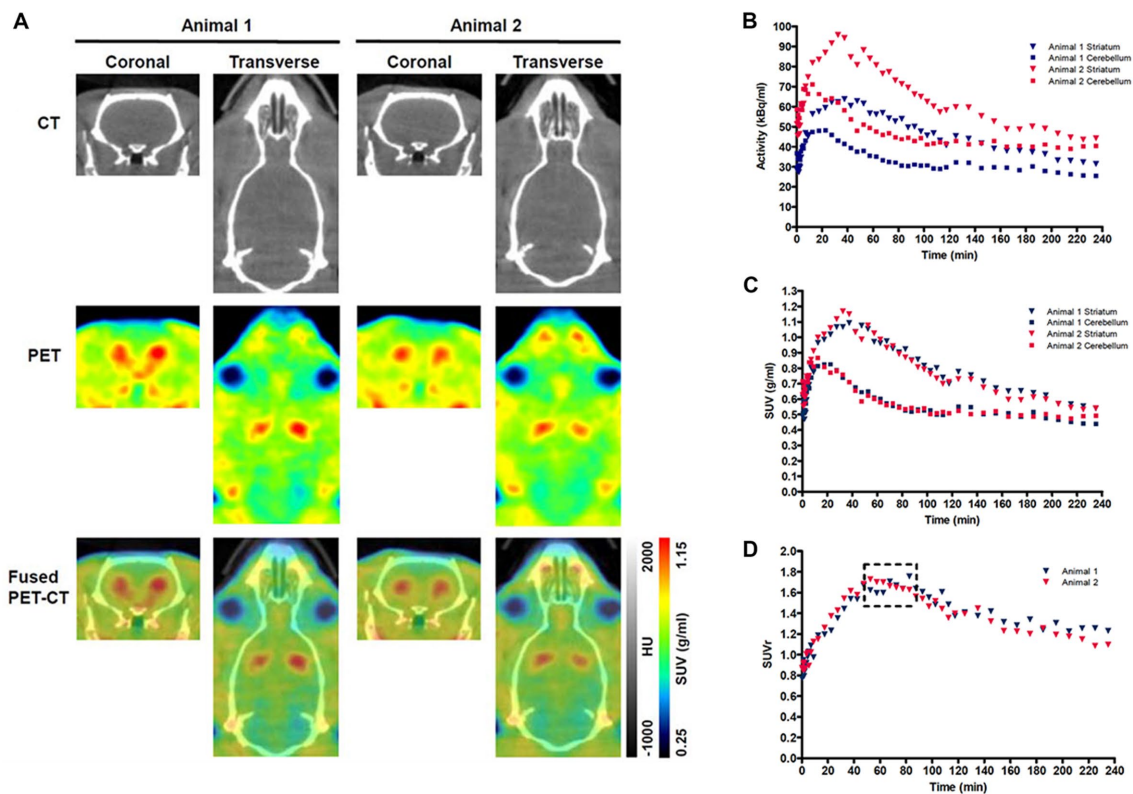 A
Animal 1
Animal 2
Coronal
Transverse
Coronal
Transverse
CT
PET
Fused
PET-CT
2000
HU
-1000
1.15
SUV (g/ml)
0.25
B
100
90
80
70
60
50
40
30
20
10
0
Activity (kBq/ml)
0 20 40 60 80 100 120 140 160 180 200 220 240
Time (min)
Animal 1 Striatum
Animal 1 Cerebellum
Animal 2 Striatum
Animal 2 Cerebellum
C
1.3
1.2
1.1
1.0
0.9
0.8
0.7
0.6
0.5
0.4
0.3
0.2
0.1
0.0
SUV (g/ml)
0 20 40 60 80 100 120 140 160 180 200 220 240
Time (min)
Animal 1 Striatum
Animal 1 Cerebellum
Animal 2 Striatum
Animal 2 Cerebellum
D
2.0
1.8
1.6
1.4
1.2
1.0
0.8
0.6
0.4
0.2
0.0
SUVr
0 20 40 60 80 100 120 140 160 180 200 220 240
Time (min)
Animal 1
Animal 2